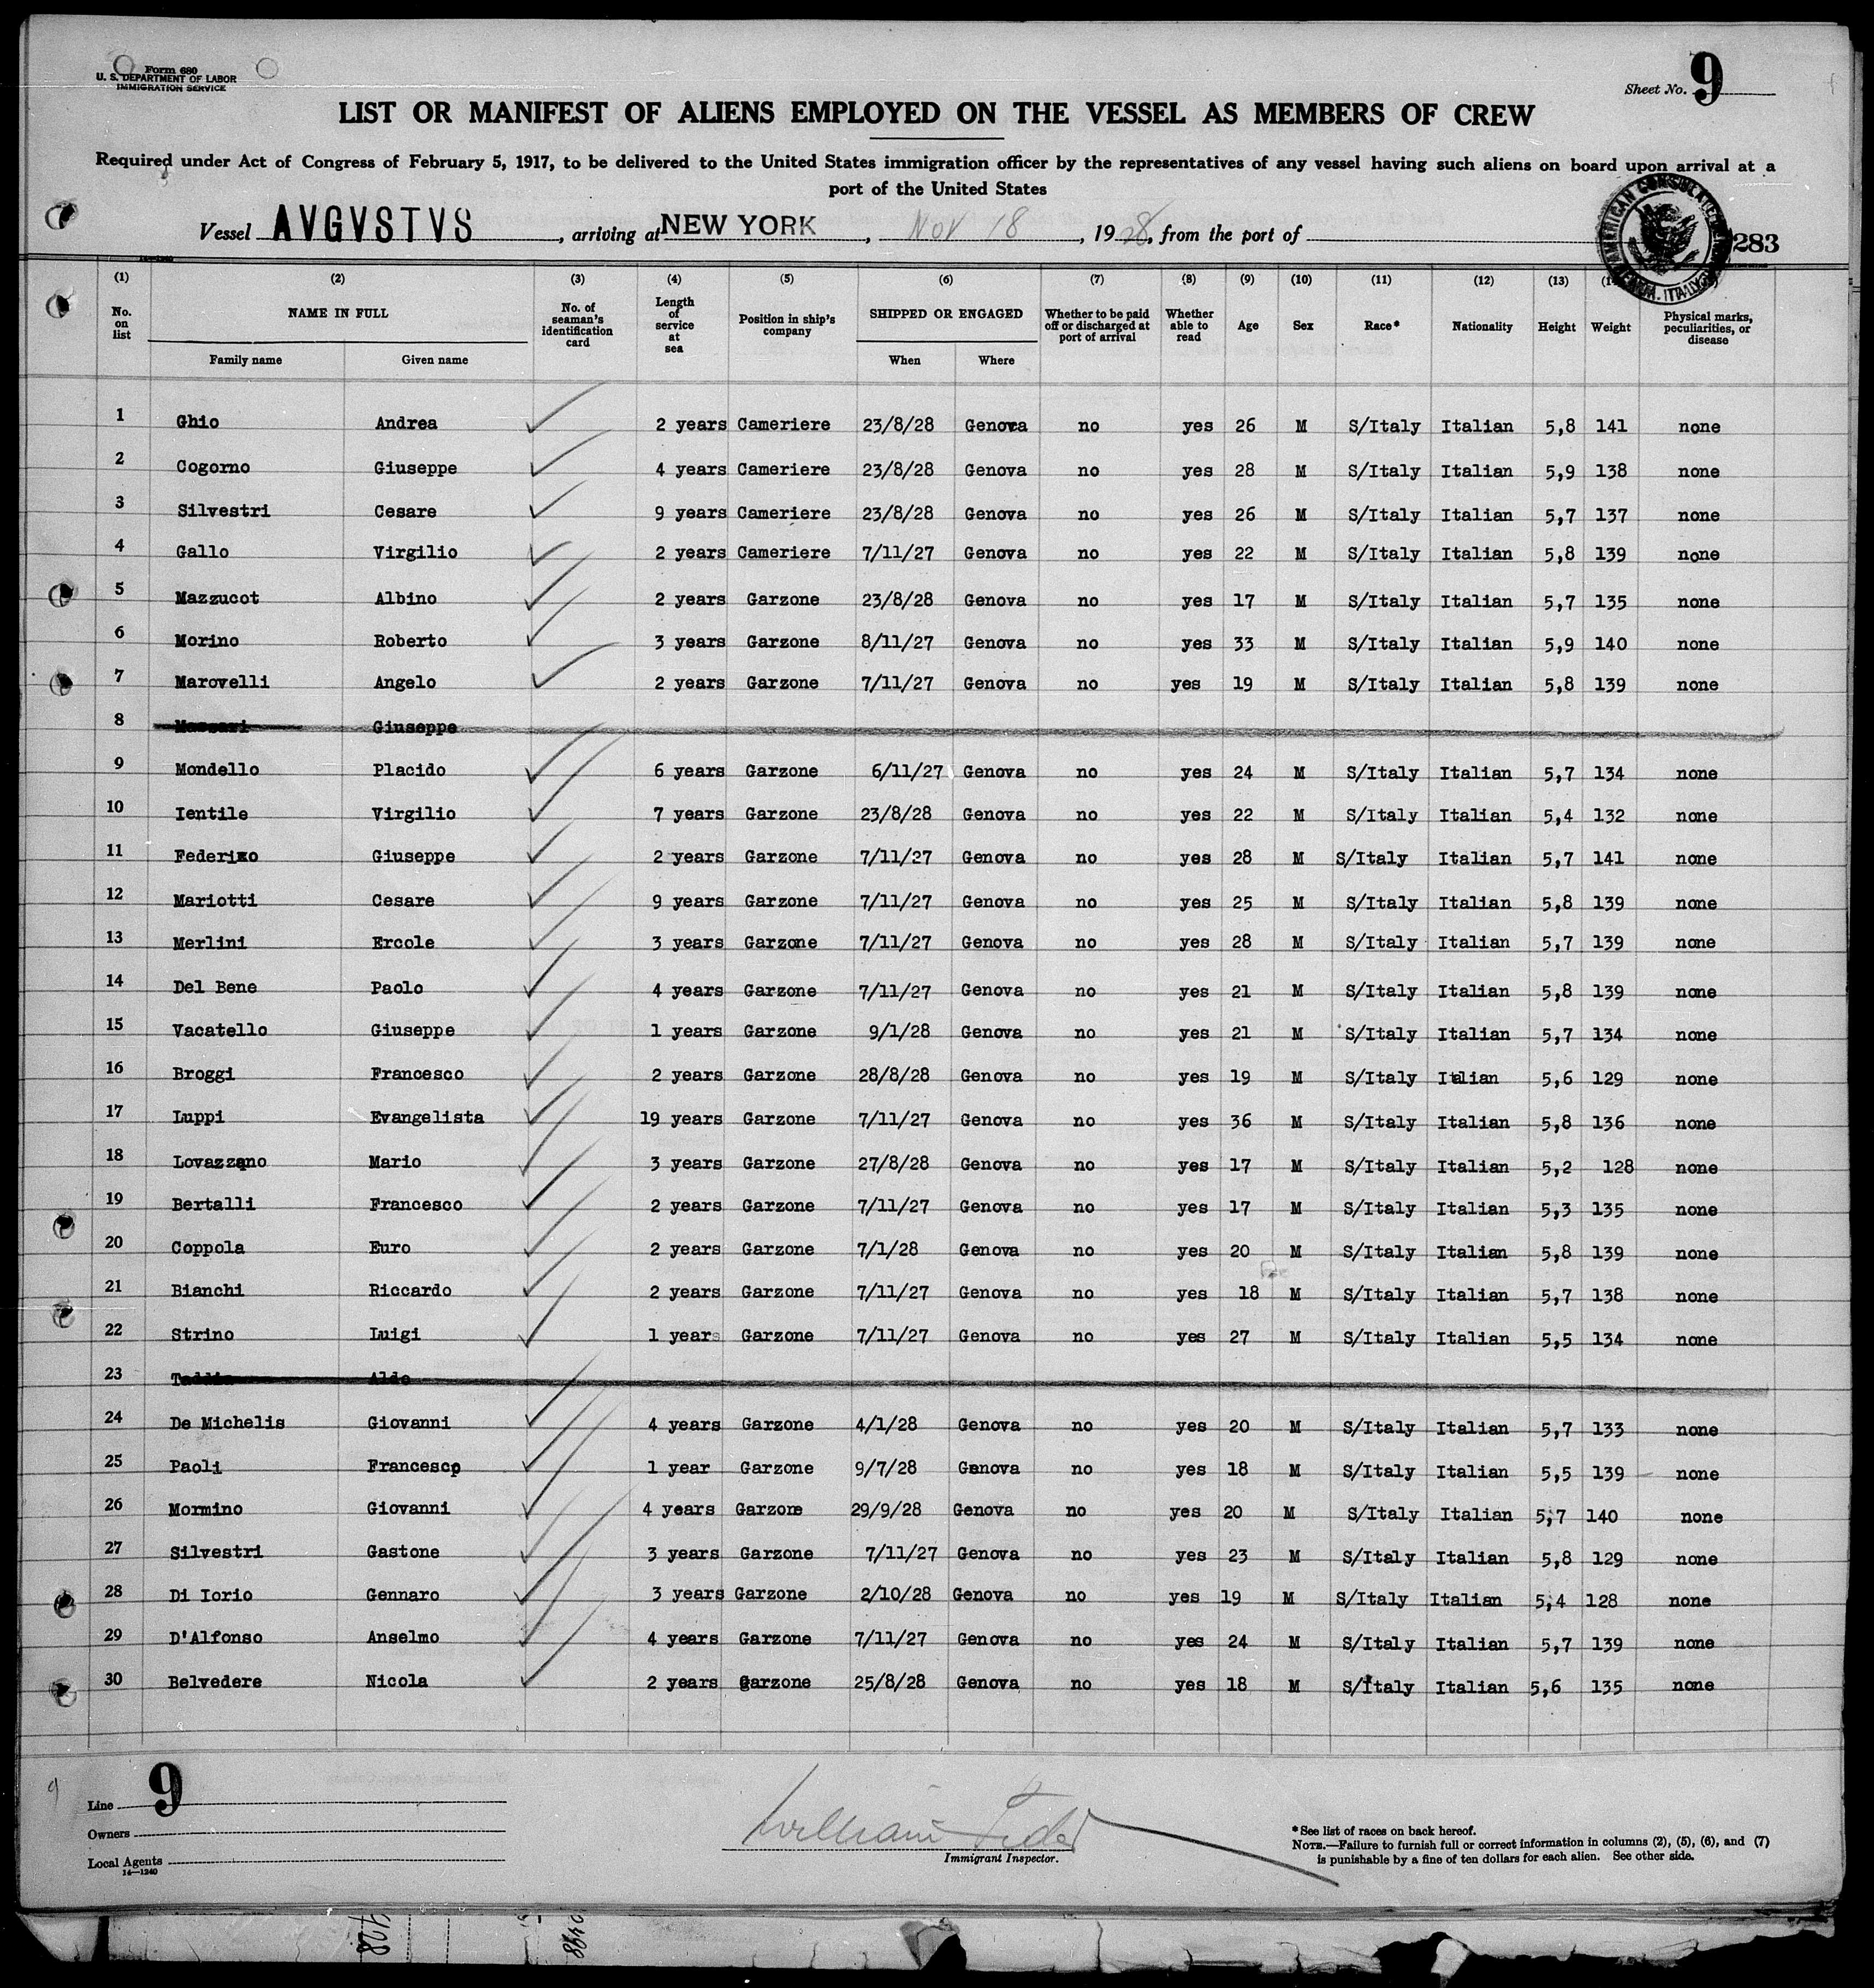 Form 680
U. S. DEPARTMENT OF LABOR
IMMIGRATION SERVICE
Sheet No. 9
LIST OR MANIFEST OF ALIENS EMPLOYED ON THE VESSEL AS MEMBERS OF CREW
Required under Act of Congress of February 5, 1917, to be delivered to the United States immigration officer by the representatives of any vessel having such aliens on board upon arrival at a
port of the United States
Vessel AVGVSTVS, arriving at NEW YORK, Nov 18, 1928, from the port of
AMERICAN CONSULATE ITALY
283
(1) (2) (3) (4) (5) (6) (7) (8) (9) (10) (11) (12) (13)
No. on list NAME IN FULL No. of seaman's identification card Length of service at sea Position in ship's company SHIPPED OR ENGAGED Whether to be paid off or discharged at port of arrival Whether able to read Age Sex Race* Nationality Height Weight Physical marks, peculiarities, or disease
Family name Given name When Where
1 Ghio Andrea 2 years Cameriere 23/8/28 Genova no yes 26 M S/Italy Italian 5,8 141 none
2 Cogorno Giuseppe 4 years Cameriere 23/8/28 Genova no yes 28 M S/Italy Italian 5,9 138 none
3 Silvestri Cesare 9 years Cameriere 23/8/28 Genova no yes 26 M S/Italy Italian 5,7 137 none
4 Gallo Virgilio 2 years Cameriere 7/11/27 Genova no yes 22 M S/Italy Italian 5,8 139 none
5 Mazzucot Albino 2 years Garzone 23/8/28 Genova no yes 17 M S/Italy Italian 5,7 135 none
6 Morino Roberto 3 years Garzone 8/11/27 Genova no yes 33 M S/Italy Italian 5,9 140 none
7 Marovelli Angelo 2 years Garzone 7/11/27 Genova no yes 19 M S/Italy Italian 5,8 139 none
8 Giuseppe
9 Mondello Placido 6 years Garzone 6/11/27 Genova no yes 24 M S/Italy Italian 5,7 134 none
10 Ientile Virgilio 7 years Garzone 23/8/28 Genova no yes 22 M S/Italy Italian 5,4 132 none
11 Federixo Giuseppe 2 years Garzone 7/11/27 Genova no yes 28 M S/Italy Italian 5,7 141 none
12 Mariotti Cesare 9 years Garzone 7/11/27 Genova no yes 25 M S/Italy Italian 5,8 139 none
13 Merlini Ercole 3 years Garzone 7/11/27 Genova no yes 28 M S/Italy Italian 5,7 139 none
14 Del Bene Paolo 4 years Garzone 7/11/27 Genova no yes 21 M S/Italy Italian 5,8 139 none
15 Vacatello Giuseppe 1 years Garzone 9/1/28 Genova no yes 21 M S/Italy Italian 5,7 134 none
16 Broggi Francesco 2 years Garzone 28/8/28 Genova no yes 19 M S/Italy Italian 5,6 129 none
17 Luppi Evangelista 19 years Garzone 7/11/27 Genova no yes 36 M S/Italy Italian 5,8 136 none
18 Lovazzano Mario 3 years Garzone 27/8/28 Genova no yes 17 M S/Italy Italian 5,2 128 none
19 Bertalli Francesco 2 years Garzone 7/11/27 Genova no yes 17 M S/Italy Italian 5,3 135 none
20 Coppola Euro 2 years Garzone 7/1/28 Genova no yes 20 M S/Italy Italian 5,8 139 none
21 Bianchi Riccardo 2 years Garzone 7/11/27 Genova no yes 18 M S/Italy Italian 5,7 138 none
22 Strino Luigi 1 years Garzone 7/11/27 Genova no yes 27 M S/Italy Italian 5,5 134 none
23 Aldo
24 De Michelis Giovanni 4 years Garzone 4/1/28 Genova no yes 20 M S/Italy Italian 5,7 133 none
25 Paoli Francesco 1 year Garzone 9/7/28 Genova no yes 18 M S/Italy Italian 5,5 139 none
26 Mormino Giovanni 4 years Garzone 29/9/28 Genova no yes 20 M S/Italy Italian 5,7 140 none
27 Silvestri Gastone 3 years Garzone 7/11/27 Genova no yes 23 M S/Italy Italian 5,8 129 none
28 Di Iorio Gennaro 3 years Garzone 2/10/28 Genova no yes 19 M S/Italy Italian 5,4 128 none
29 D'Alfonso Anselmo 4 years Garzone 7/11/27 Genova no yes 24 M S/Italy Italian 5,7 139 none
30 Belvedere Nicola 2 years Garzone 25/8/28 Genova no yes 18 M S/Italy Italian 5,6 135 none
9
Line 9
Owners
Local Agents
14—1240
William
Immigrant Inspector.
*See list of races on back hereof.
NOTE.—Failure to furnish full or correct information in columns (2), (5), (6), and (7)
is punishable by a fine of ten dollars for each alien. See other side.